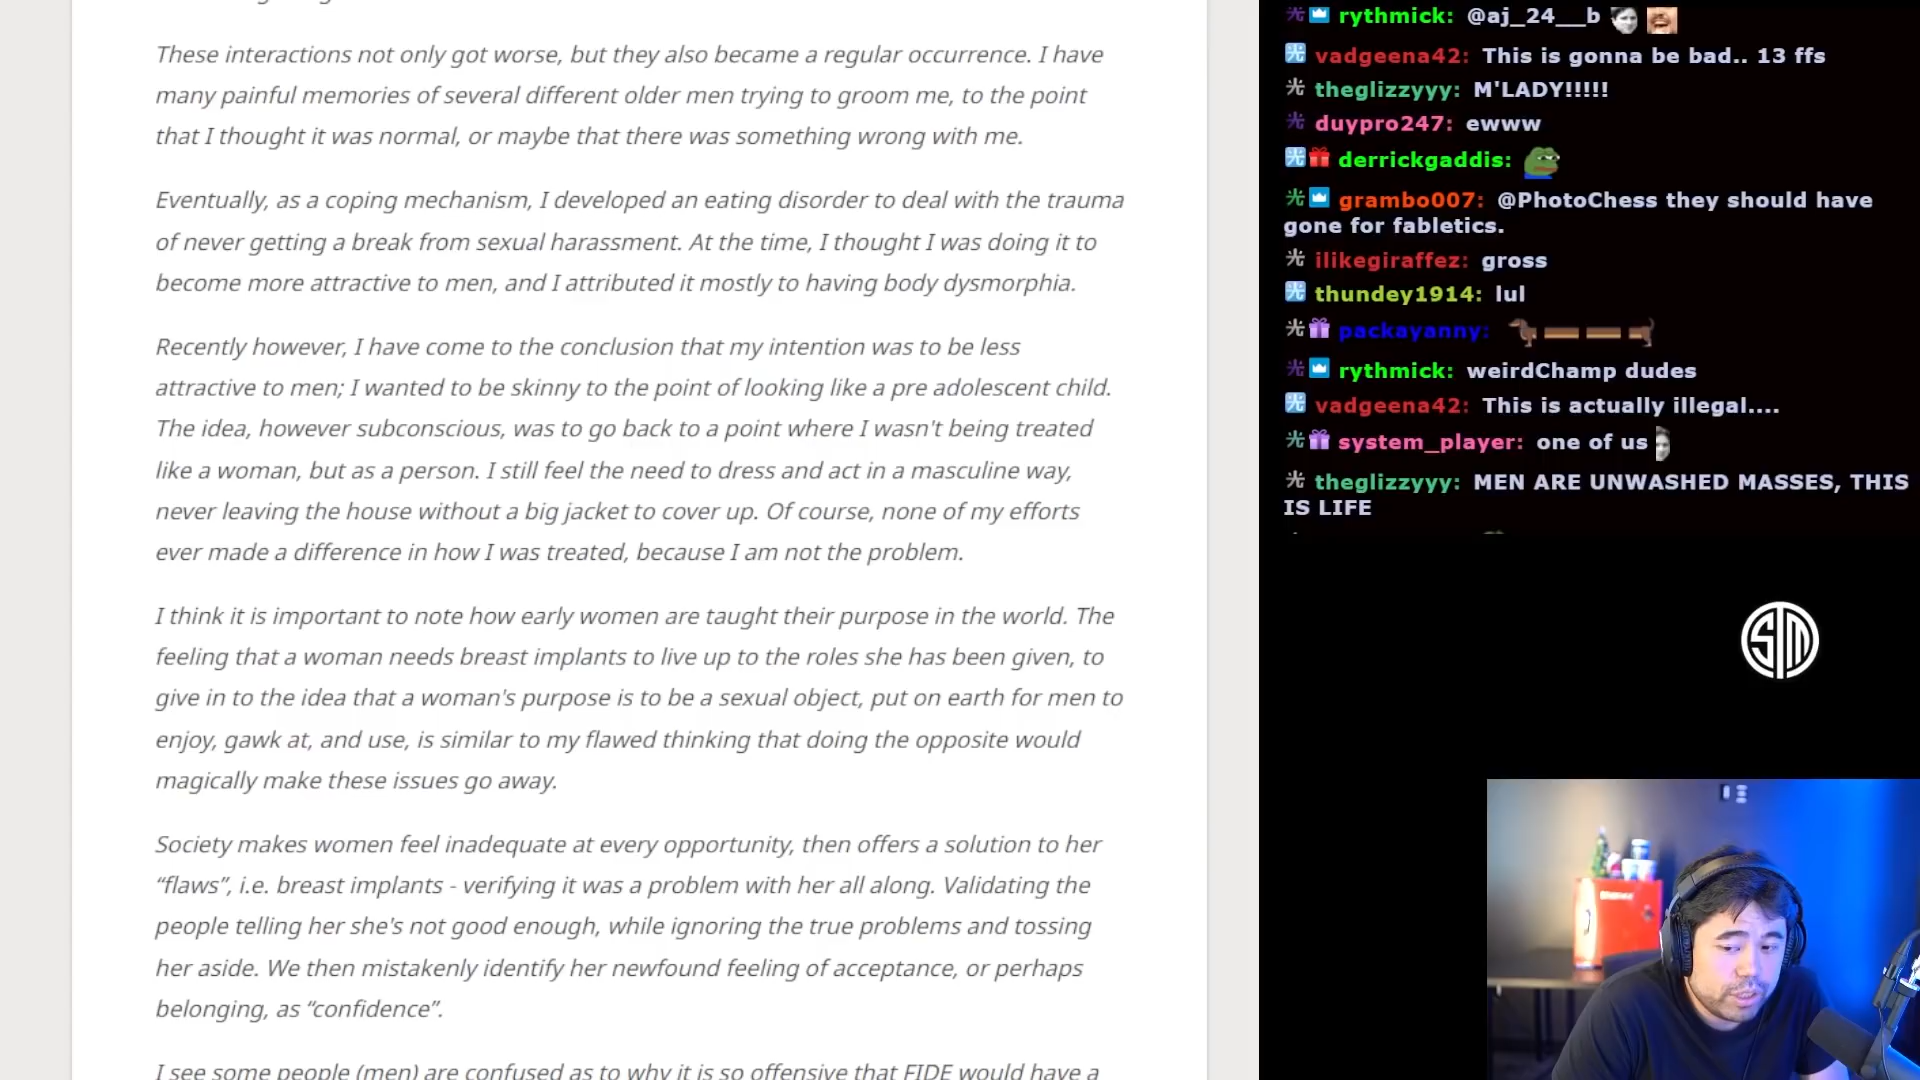 These interactions not only got worse, but they also became a regular occurrence. I have
many painful memories of several different older men trying to groom me, to the point
that I thought it was normal, or maybe that there was something wrong with me.
Eventually, as a coping mechanism, I developed an eating disorder to deal with the trauma
of never getting a break from sexual harassment. At the time, I thought I was doing it to
become more attractive to men, and I attributed it mostly to having body dysmorphia.
Recently however, I have come to the conclusion that my intention was to be less
attractive to men; I wanted to be skinny to the point of looking like a pre adolescent child.
The idea, however subconscious, was to go back to a point where I wasn't being treated
like a woman, but as a person. I still feel the need to dress and act in a masculine way,
never leaving the house without a big jacket to cover up. Of course, none of my efforts
ever made a difference in how I was treated, because I am not the problem.
I think it is important to note how early women are taught their purpose in the world. The
feeling that a woman needs breast implants to live up to the roles she has been given, to
give in to the idea that a woman's purpose is to be a sexual object, put on earth for men to
enjoy, gawk at, and use, is similar to my flawed thinking that doing the opposite would
magically make these issues go away.
Society makes women feel inadequate at every opportunity, then offers a solution to her
“flaws”, i.e. breast implants - verifying it was a problem with her all along. Validating the
people telling her she's not good enough, while ignoring the true problems and tossing
her aside. We then mistakenly identify her newfound feeling of acceptance, or perhaps
belonging, as “confidence”.
I see some people (men) are confused as to why it is so offensive that FIDE would have a
rythmick: @aj_24__b
vadgeena42: This is gonna be bad.. 13 ffs
theglizzyyy: M'LADY!!!!!
duypro247: ewww
derrickgaddis:
grambo007: @PhotoChess they should have
gone for fabletics.
ilikegiraffez: gross
thundey1914: lul
packayanny:
rythmick: weirdChamp dudes
vadgeena42: This is actually illegal....
system_player: one of us
theglizzyyy: MEN ARE UNWASHED MASSES, THIS
IS LIFE
TSM